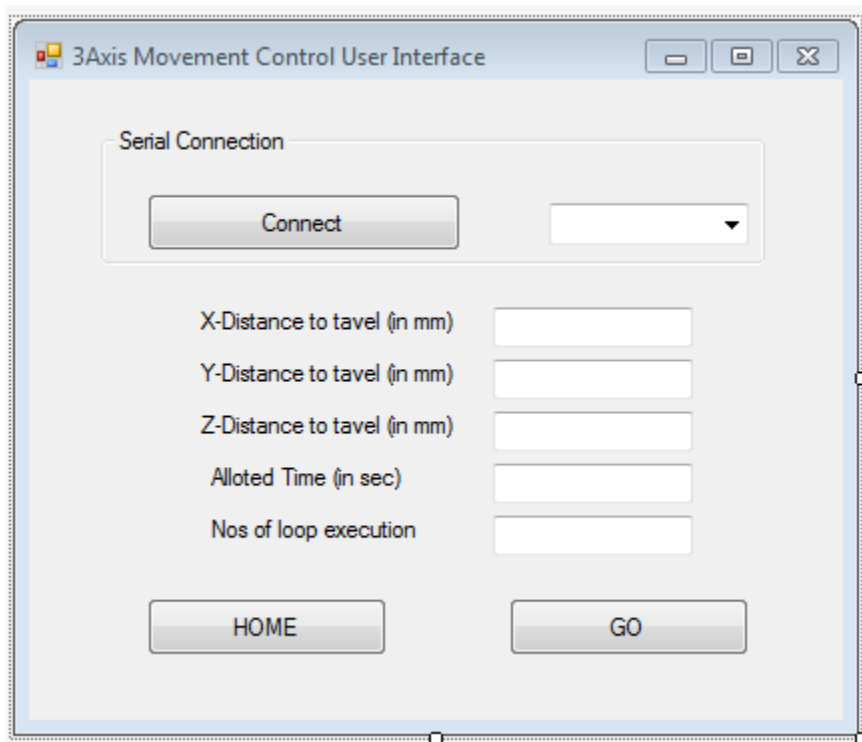 3Axis Movement Control User Interface
Serial Connection
Connect
X-Distance to tavel (in mm)
Y-Distance to tavel (in mm)
Z-Distance to tavel (in mm)
Alloted Time (in sec)
Nos of loop execution
HOME GO